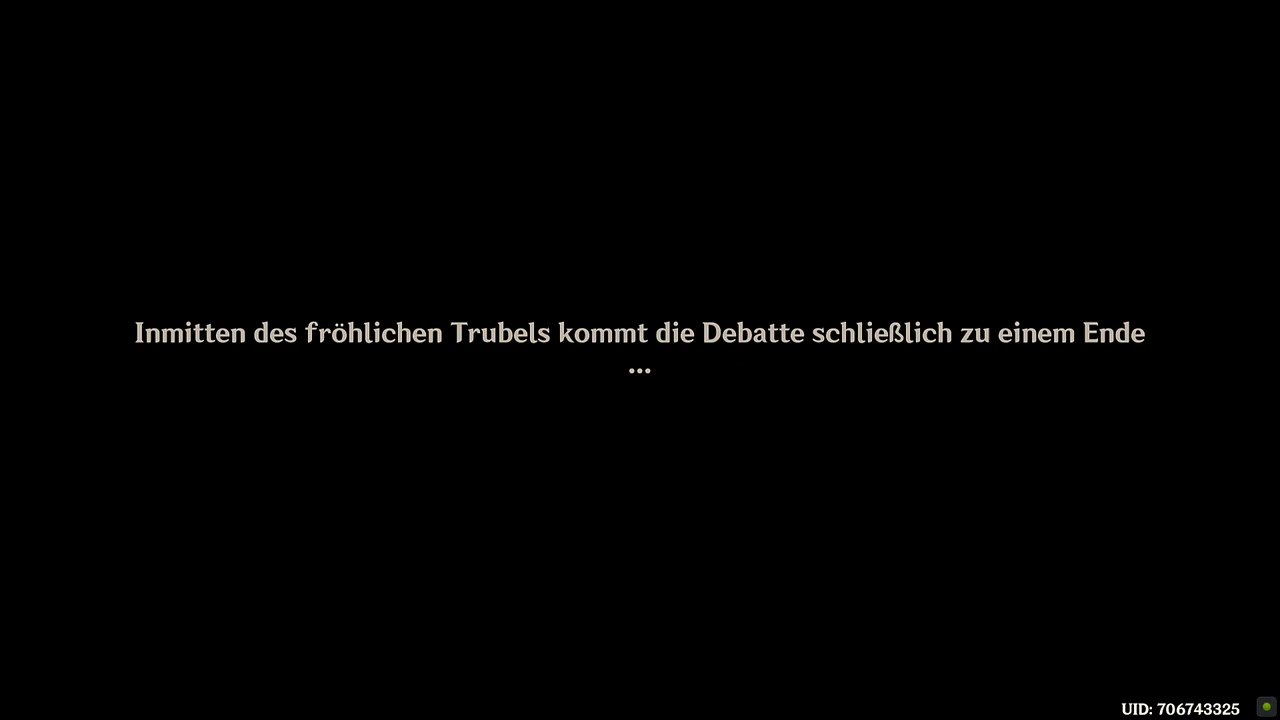 Inmitten des fröhlichen Trubels kommt die Debatte schließlich zu einem Ende
...
UID: 706743325